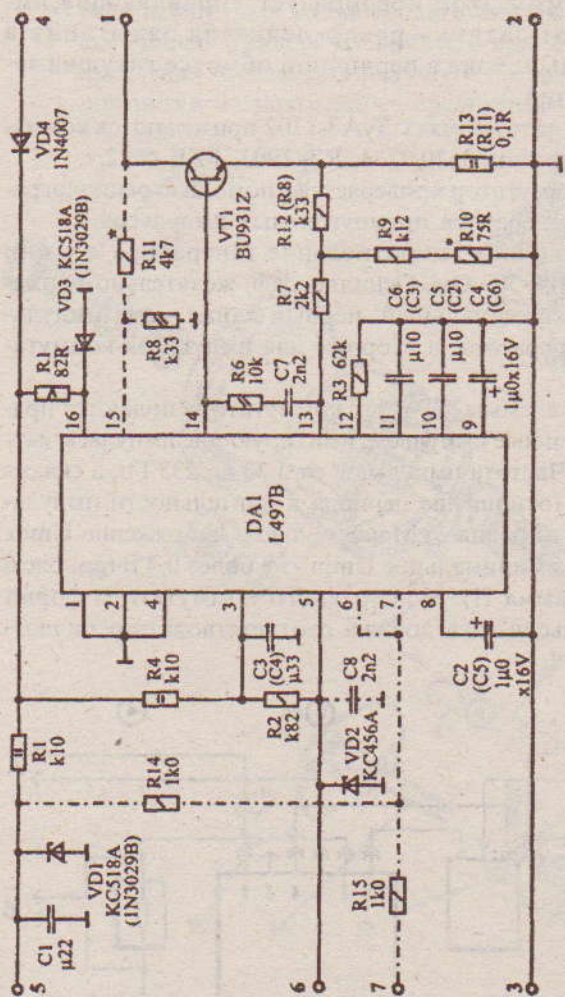 5
C1
µ22
VD1
КС518А
(1N3029B)
R1
k10
R14
1k0
R4
k10
R2
k82
C3
(C4)
µ33
C8
2n2
VD2
КС456А
R15
1k0
C2
(C5)
1µ0
x16V
6
7
3
1
2
4
3
5
6
7
8
DA1
L497B
16
15
14
13
12
11
10
9
R5
82R
VD3 КС518А
(1N3029B)
VD4
1N4007
4
R11
4k7
*
R8
k33
1
VT1
BU931Z
R6
10k
C7
2n2
R7
2k2
R12 (R8)
k33
R3 62k
C6
(C3)
µ10
C5
(C2)
µ10
C4
(C6)
1µ0x16V
R9
k12
R10
75R
*
R13
(R11)
0,1R
2